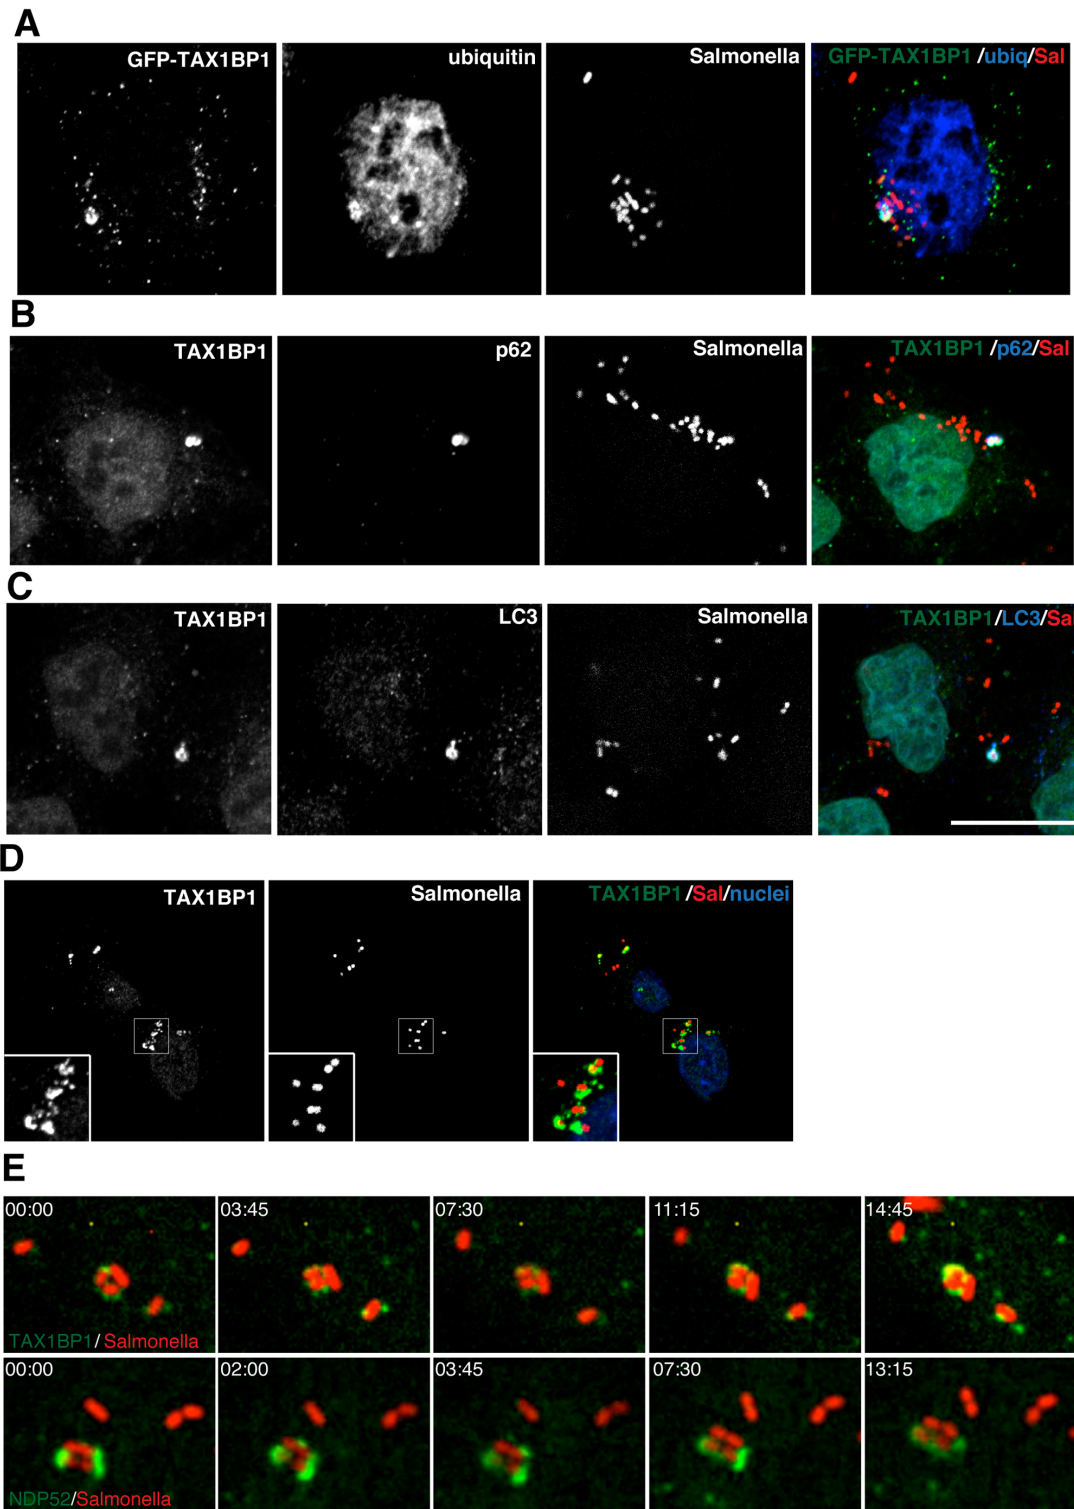 A
GFP-TAX1BP1
ubiquitin
Salmonella
GFP-TAX1BP1 /ubiq/Sal
B
TAX1BP1
p62
Salmonella
TAX1BP1 /p62/Sal
C
TAX1BP1
LC3
Salmonella
TAX1BP1/LC3/Sal
D
TAX1BP1
Salmonella
TAX1BP1/Sal/nuclei
E
00:00
03:45
07:30
11:15
14:45
TAX1BP1/Salmonella
00:00
02:00
03:45
07:30
13:15
NDP52/Salmonella